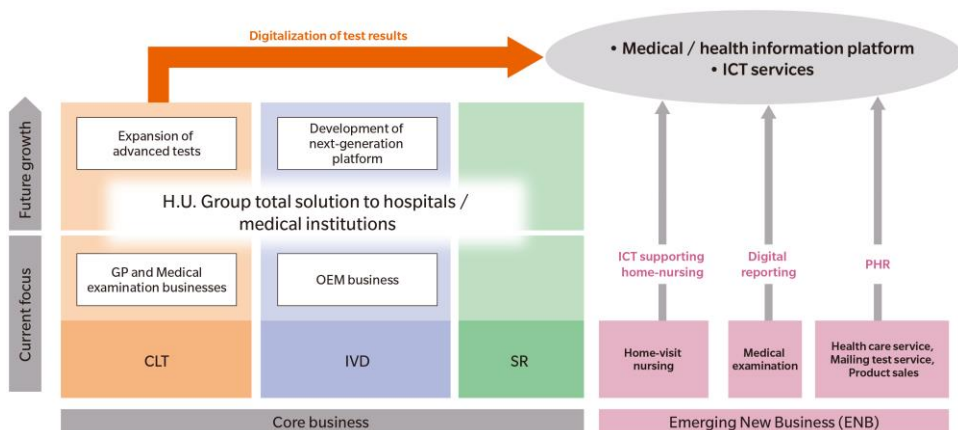 Digitalization of test results
• Medical / health information platform
• ICT services
Future growth
Expansion of
advanced tests
Development of
next-generation
platform
H.U. Group total solution to hospitals /
medical institutions
Current focus
GP and Medical
examination businesses
OEM business
ICT supporting
home-nursing
Digital
reporting
PHR
CLT
IVD
SR
Home-visit
nursing
Medical
examination
Health care service,
Mailing test service,
Product sales
Core business
Emerging New Business (ENB)